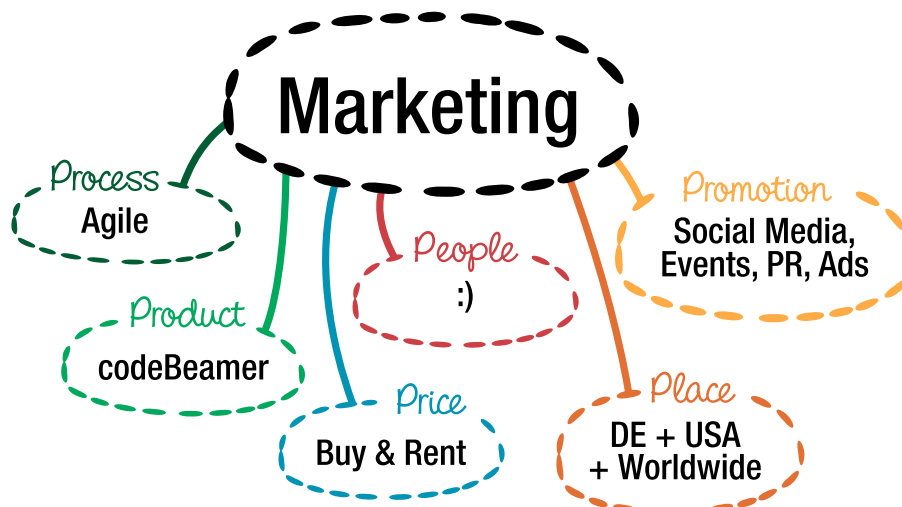 Marketing
Process
Agile
Product
codeBeamer
Price
Buy & Rent
People
:)
Place
DE + USA
+ Worldwide
Promotion
Social Media,
Events, PR, Ads